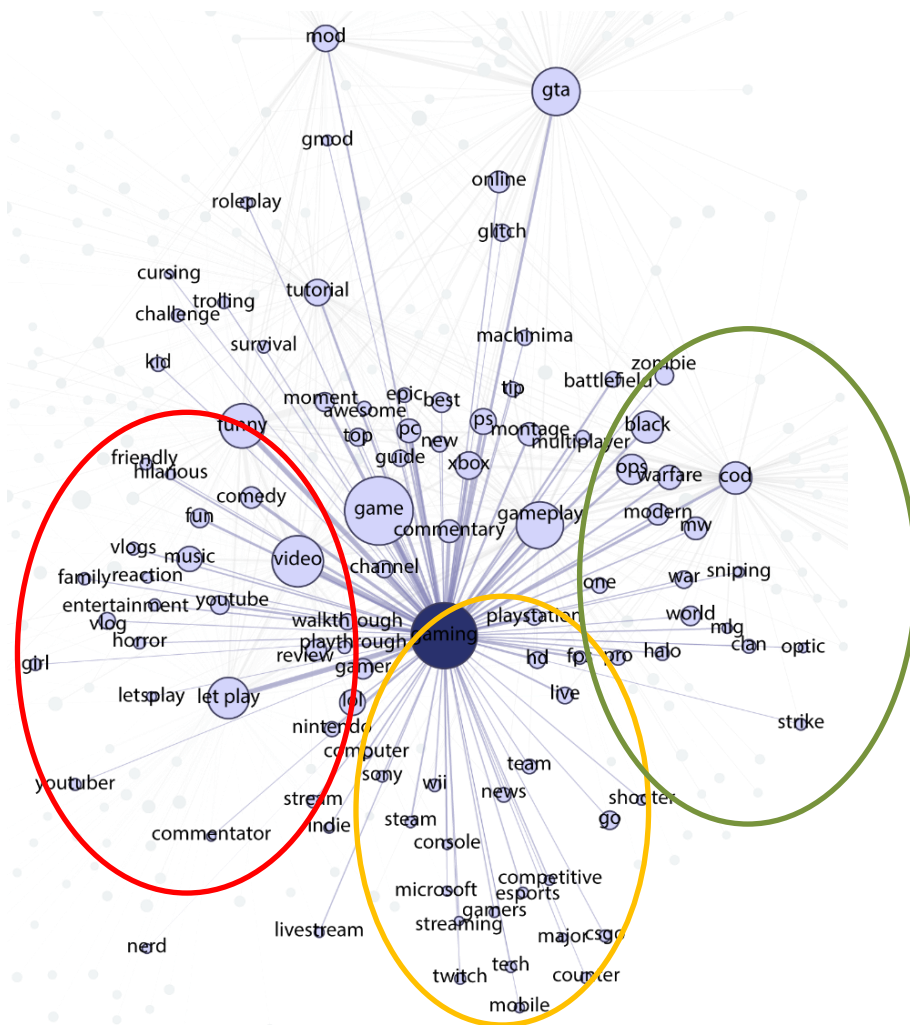 mod
gta
gmod
online
roleplay
glitch
cursing
tutorial
trolling
challenge
machinima
survival
kid
zombie
battlefield
tip
moment
epic
best
awesome
funny
top
pc
new
ps
montage
multiplayer
black
friendly
hilarious
guide
xbox
ops
warfare
cod
comedy
game
gameplay
fun
commentary
modern
mw
vlogs
music
video
channel
family
reaction
one
war
sniping
entertainment
youtube
vlog
walkthrough
playstation
world
mlg
horror
playthrough
gaming
review
gamer
hd
fps
pro
halo
clan
optic
girl
letsplay
let play
lol
live
nintendo
strike
computer
sony
wii
team
youtuber
stream
news
shooter
indie
steam
go
commentator
console
microsoft
competitive
esports
gamers
streaming
livestream
major
csgo
nerd
twitch
tech
counter
mobile